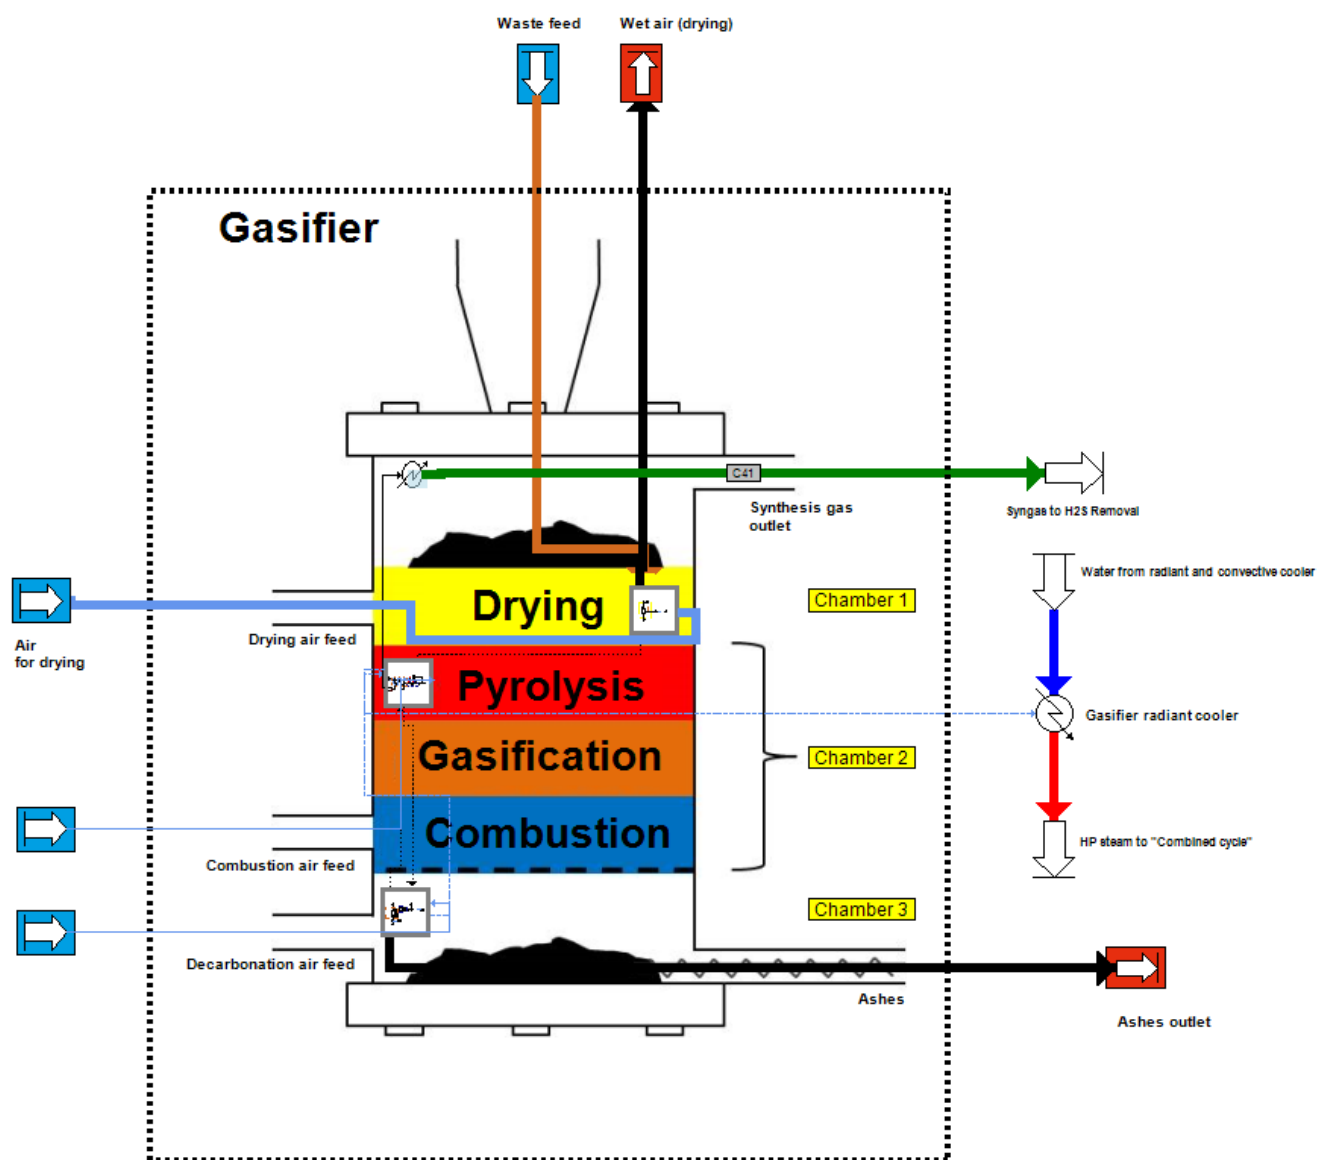 Waste feed
Wet air (drying)
Gasifier
C41
Synthesis gas
outlet
Syngas to H2S Removal
Water from radiant and convective cooler
Drying
Chamber 1
Drying air feed
Air
for drying
Pyrolysis
Gasifier radiant cooler
Gasification
Chamber 2
Combustion
HP steam to "Combined cycle"
Combustion air feed
Chamber 3
Decarbonation air feed
Ashes
Ashes outlet